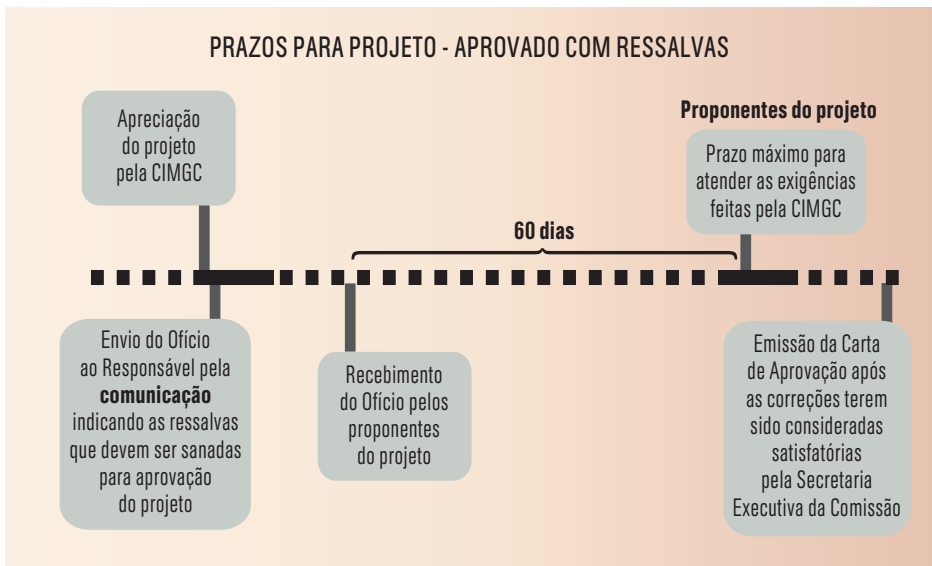 PRAZOS PARA PROJETO - APROVADO COM RESSALVAS
Apreciação
do projeto
pela CIMGC
Proponentes do projeto
Prazo máximo para
atender as exigências
feitas pela CIMGC
60 dias
Envio do Ofício
ao Responsável pela
comunicação
indicando as ressalvas
que devem ser sanadas
para aprovação
do projeto
Recebimento
do Ofício pelos
proponentes
do projeto
Emissão da Carta
de Aprovação após
as correções terem
sido consideradas
satisfatórias
pela Secretaria
Executiva da Comissão